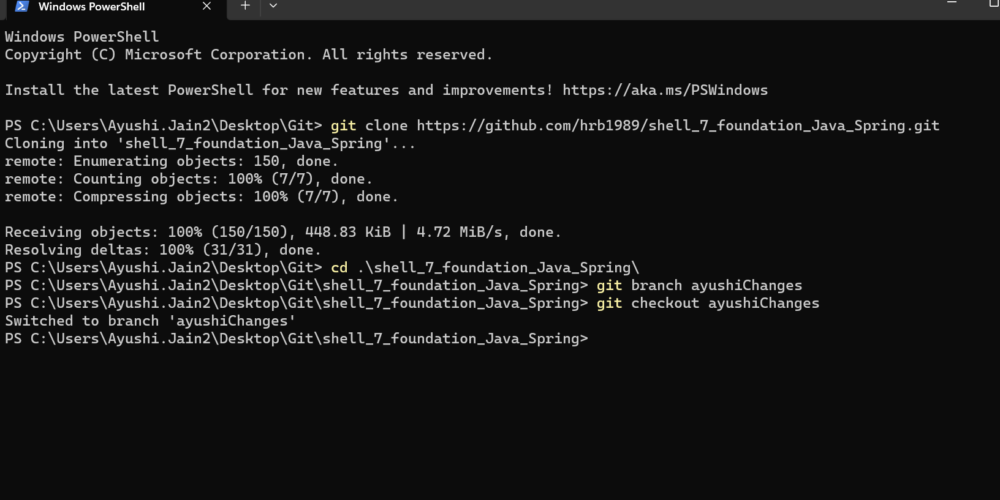 Windows PowerShell
Windows PowerShell
Copyright (C) Microsoft Corporation. All rights reserved.
Install the latest PowerShell for new features and improvements! https://aka.ms/PSWindows
PS C:\Users\Ayushi.Jain2\Desktop\Git> git clone https://github.com/hrb1989/shell_7_foundation_Java_Spring.git
Cloning into 'shell_7_foundation_Java_Spring'...
remote: Enumerating objects: 150, done.
remote: Counting objects: 100% (7/7), done.
remote: Compressing objects: 100% (7/7), done.
Receiving objects: 100% (150/150), 448.83 KiB | 4.72 MiB/s, done.
Resolving deltas: 100% (31/31), done.
PS C:\Users\Ayushi.Jain2\Desktop\Git> cd .\shell_7_foundation_Java_Spring\
PS C:\Users\Ayushi.Jain2\Desktop\Git\shell_7_foundation_Java_Spring> git branch ayushiChanges
PS C:\Users\Ayushi.Jain2\Desktop\Git\shell_7_foundation_Java_Spring> git checkout ayushiChanges
Switched to branch 'ayushiChanges'
PS C:\Users\Ayushi.Jain2\Desktop\Git\shell_7_foundation_Java_Spring>